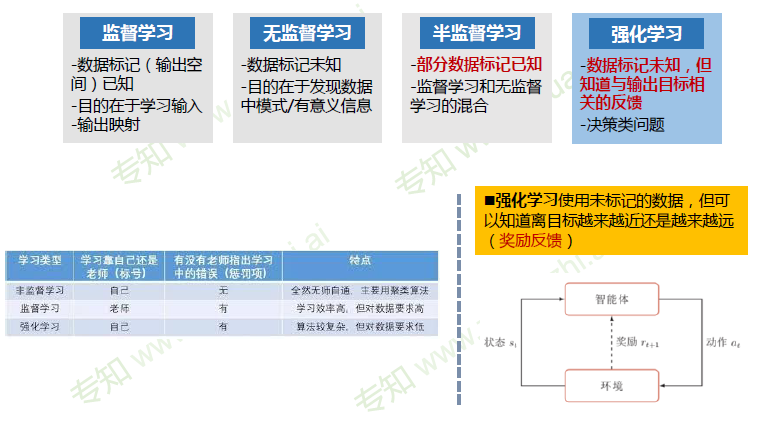 监督学习
-数据标记（输出空
间）已知
-目的在于学习输入
-输出映射
无监督学习
-数据标记未知
-目的在于发现数据
中模式/有意义信息
半监督学习
-部分数据标记已知
-监督学习和无监督
学习的混合
强化学习
-数据标记未知，但
知道与输出目标相
关的反馈
-决策类问题
学习类型 学习靠自己还是老师（标号） 有没有老师指出学习中的错误（惩罚项） 特点
非监督学习 自己 无 全然无师自通，主要用聚类算法
监督学习 老师 有 学习效率高，但对数据要求高
强化学习 自己 有 算法较复杂，但对数据要求低
■强化学习使用未标记的数据，但可
以知道离目标越来越近还是越来越远
（奖励反馈）
智能体
状态 sₜ 奖励 rₜ₊₁ 动作 aₜ
环境